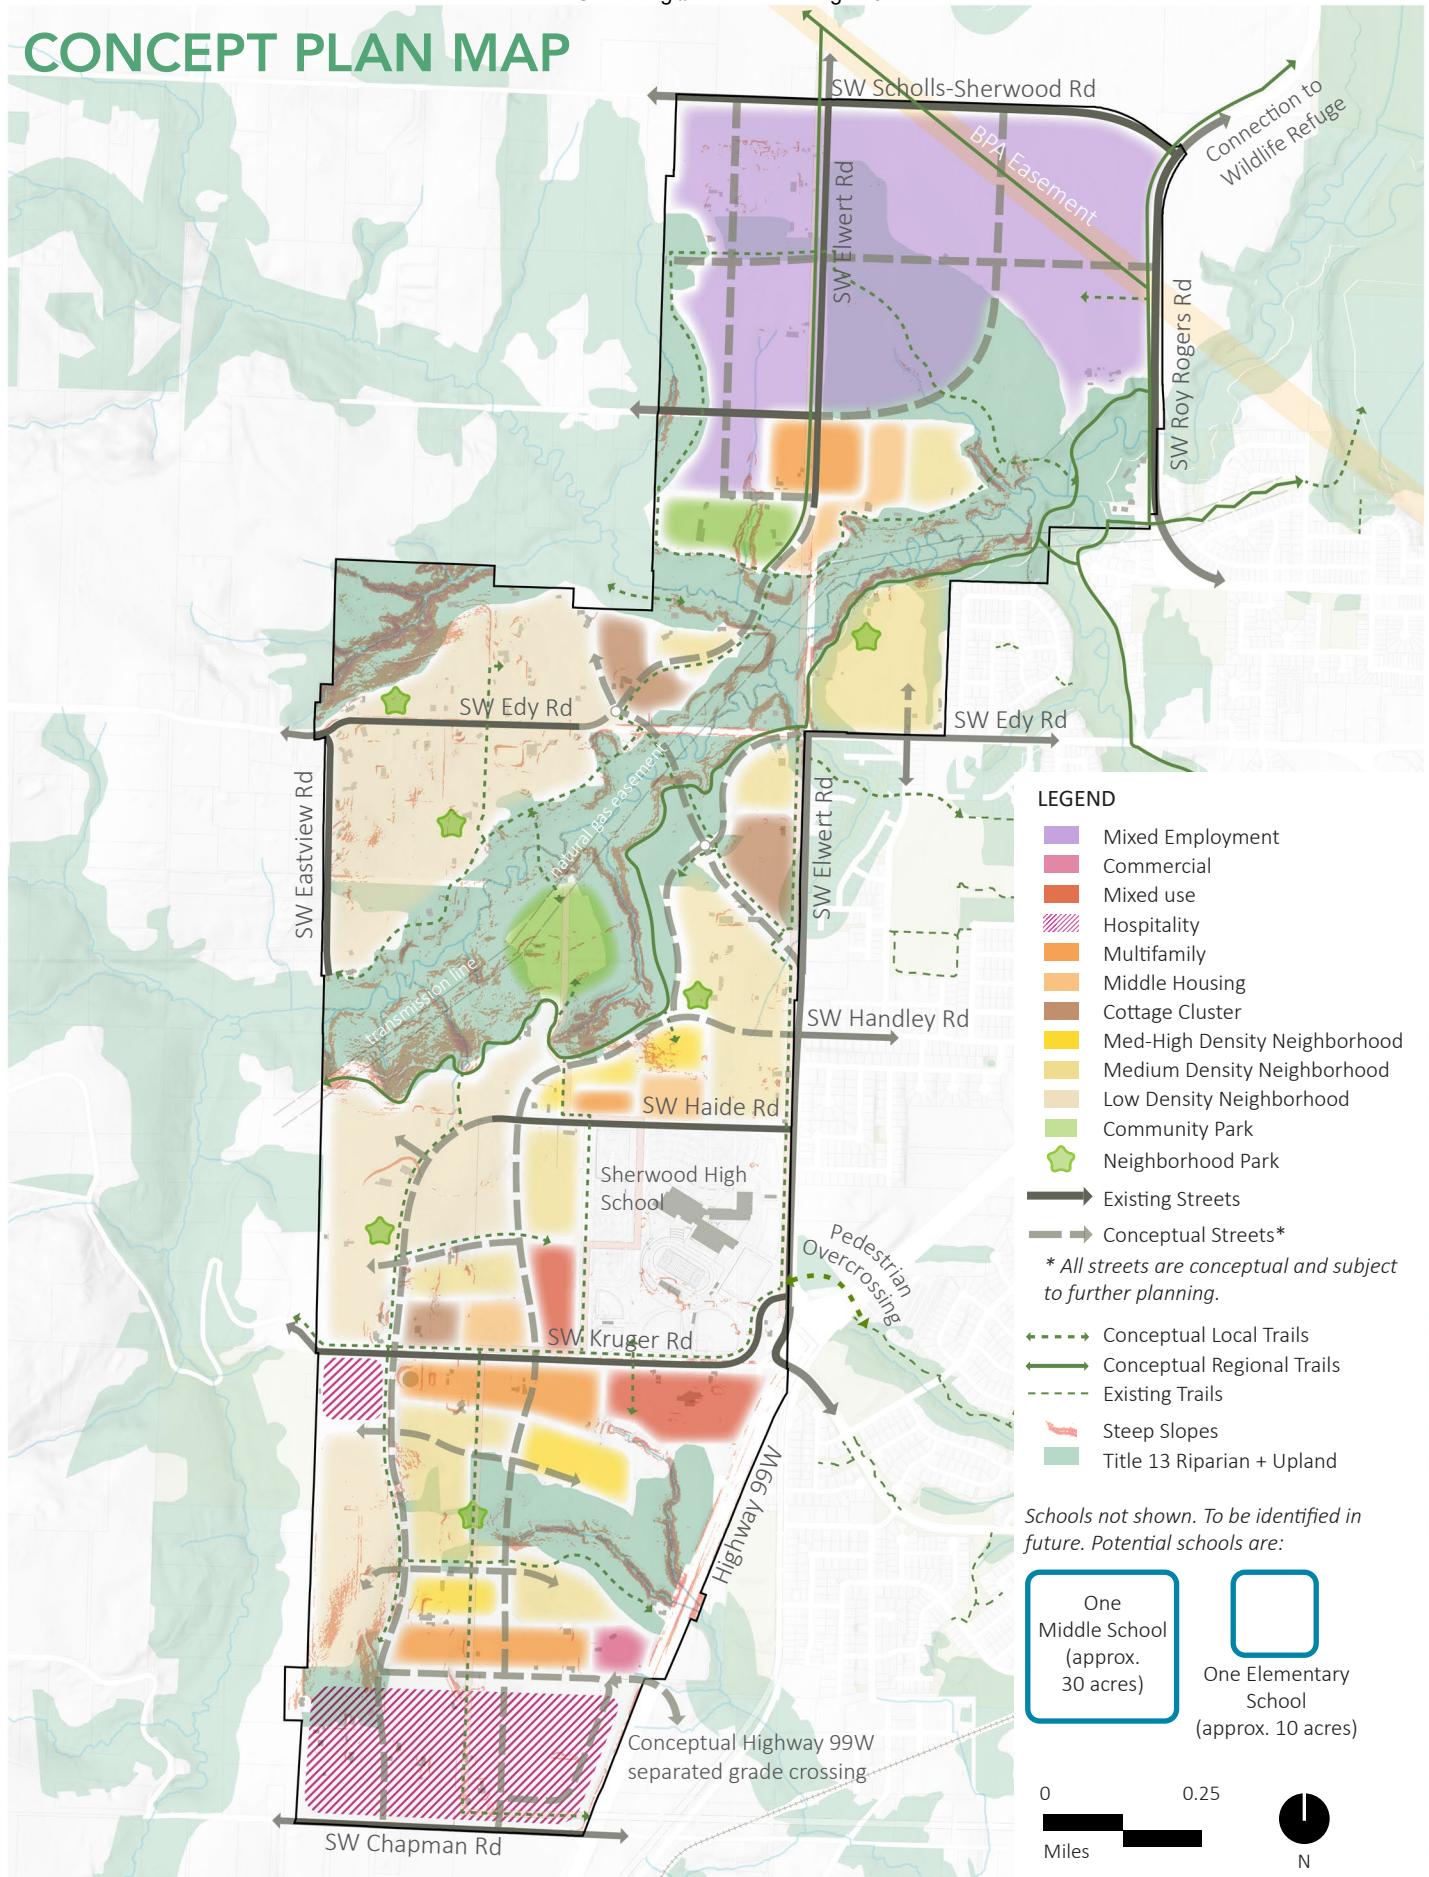 CONCEPT PLAN MAP
SW Scholls-Sherwood Rd
Connection to
Wildlife Refuge
BPA Easement
SW Elwert Rd
SW Roy Rogers Rd
SW Edy Rd
SW Edy Rd
natural gas easement
SW Eastview Rd
SW Elwert Rd
transmission line
SW Handley Rd
SW Haide Rd
Sherwood High
School
Pedestrian
Overcrossing
SW Kruger Rd
Highway 99W
Conceptual Highway 99W
separated grade crossing
SW Chapman Rd
LEGEND
Mixed Employment
Commercial
Mixed use
Hospitality
Multifamily
Middle Housing
Cottage Cluster
Med-High Density Neighborhood
Medium Density Neighborhood
Low Density Neighborhood
Community Park
Neighborhood Park
Existing Streets
Conceptual Streets*
* All streets are conceptual and subject
to further planning.
Conceptual Local Trails
Conceptual Regional Trails
Existing Trails
Steep Slopes
Title 13 Riparian + Upland
Schools not shown. To be identified in
future. Potential schools are:
One
Middle School
(approx.
30 acres)
One Elementary
School
(approx. 10 acres)
0 0.25
Miles
N